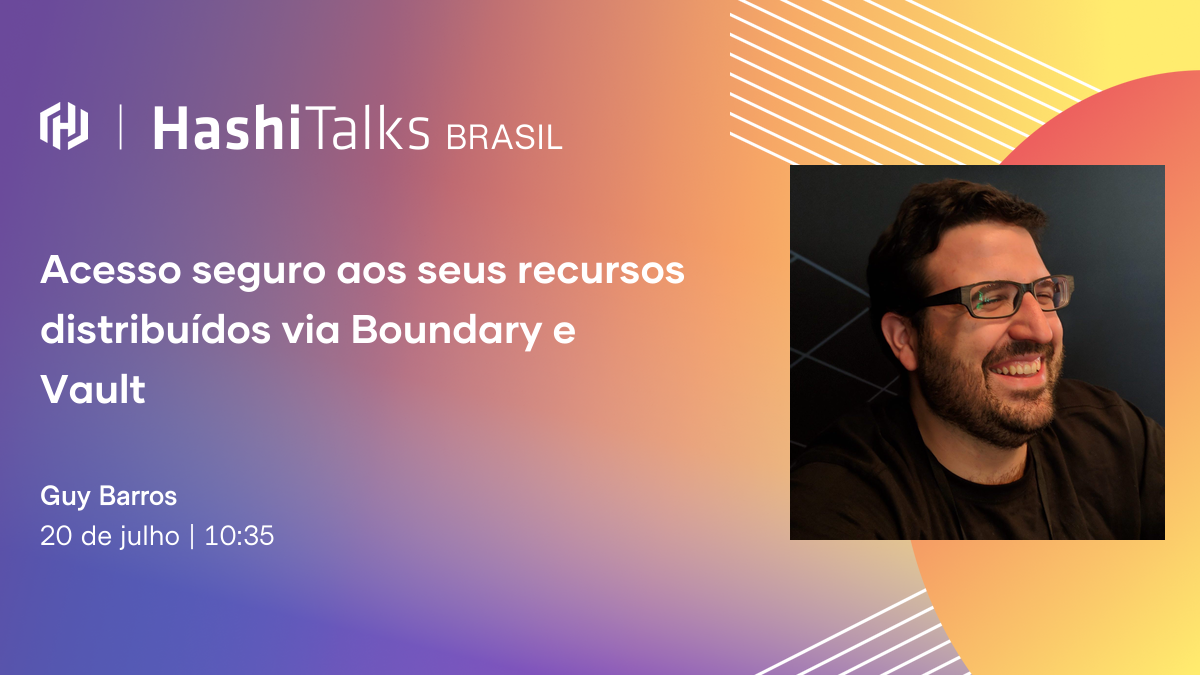 HashiTalks BRASIL
Acesso seguro aos seus recursos
distribuídos via Boundary e
Vault
Guy Barros
20 de julho | 10:35